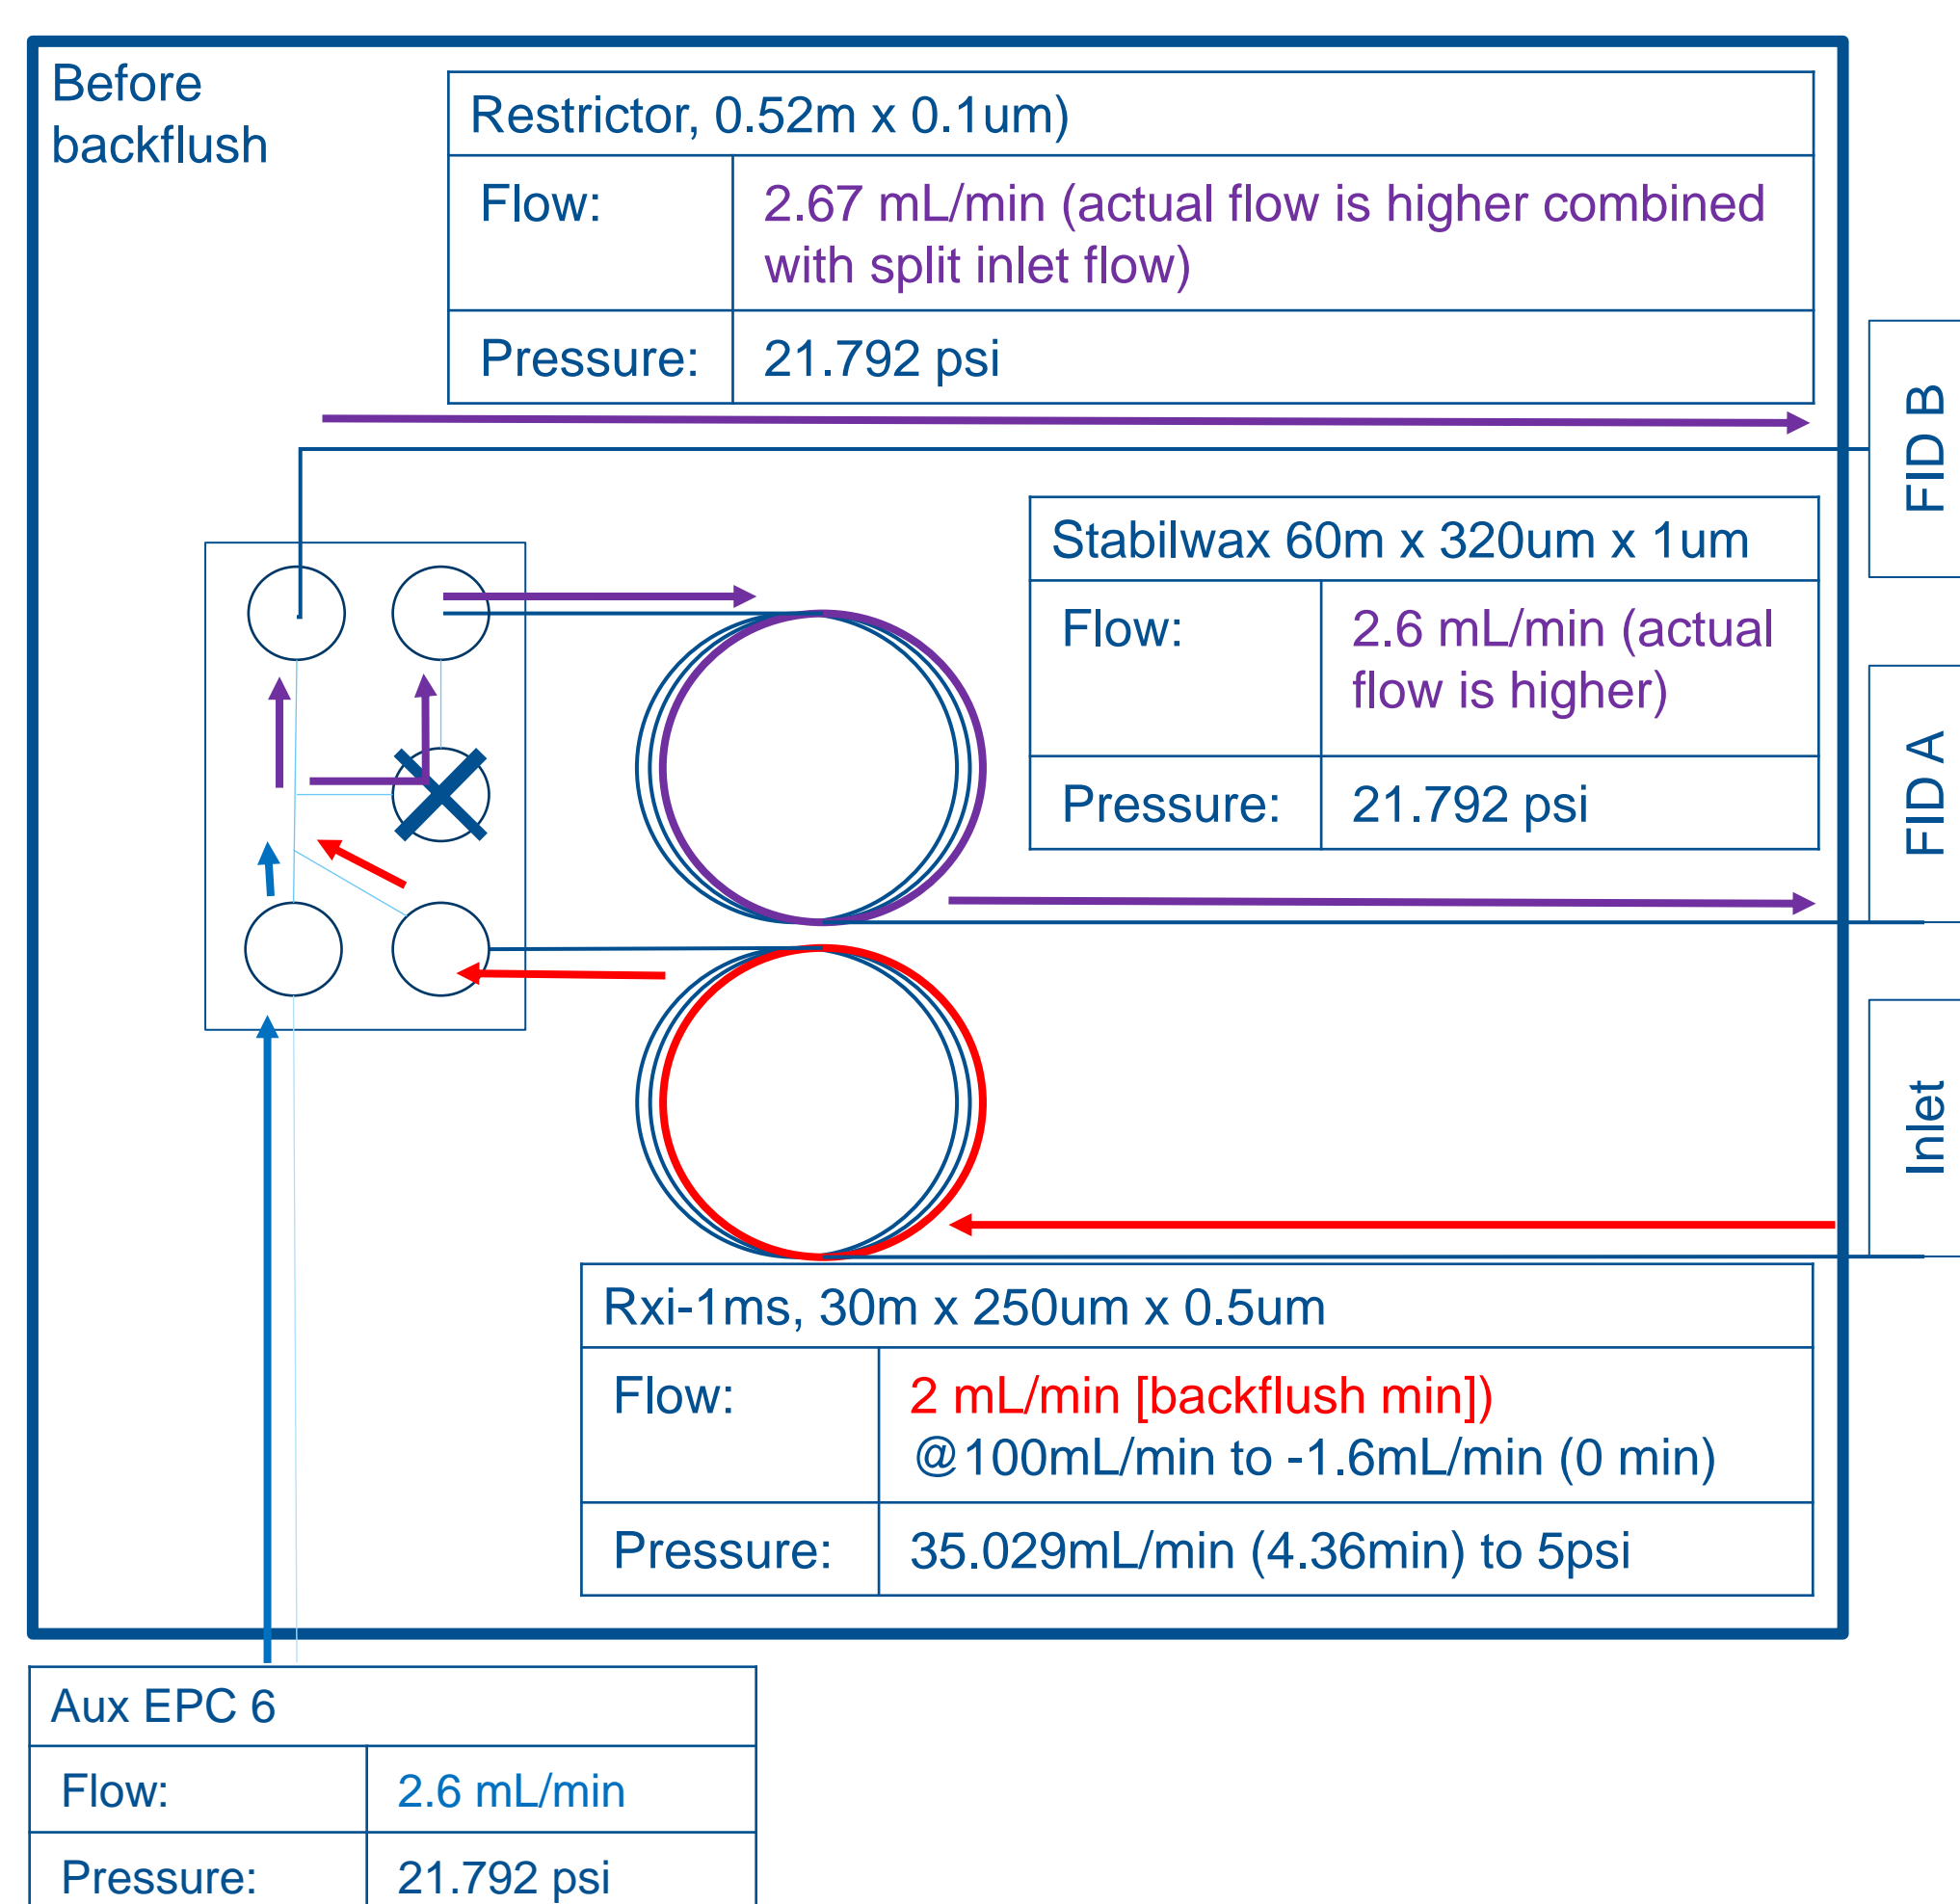 Before
backflush
Restrictor, 0.52m x 0.1um)
Flow:
2.67 mL/min (actual flow is higher combined
with split inlet flow)
Pressure:
21.792 psi
FID B
Stabilwax 60m x 320um x 1um
Flow:
2.6 mL/min (actual
flow is higher)
Pressure:
21.792 psi
FID A
Inlet
Rxi-1ms, 30m x 250um x 0.5um
Flow:
2 mL/min [backflush min])
@100mL/min to -1.6mL/min (0 min)
Pressure:
35.029mL/min (4.36min) to 5psi
Aux EPC 6
Flow:
2.6 mL/min
Pressure:
21.792 psi